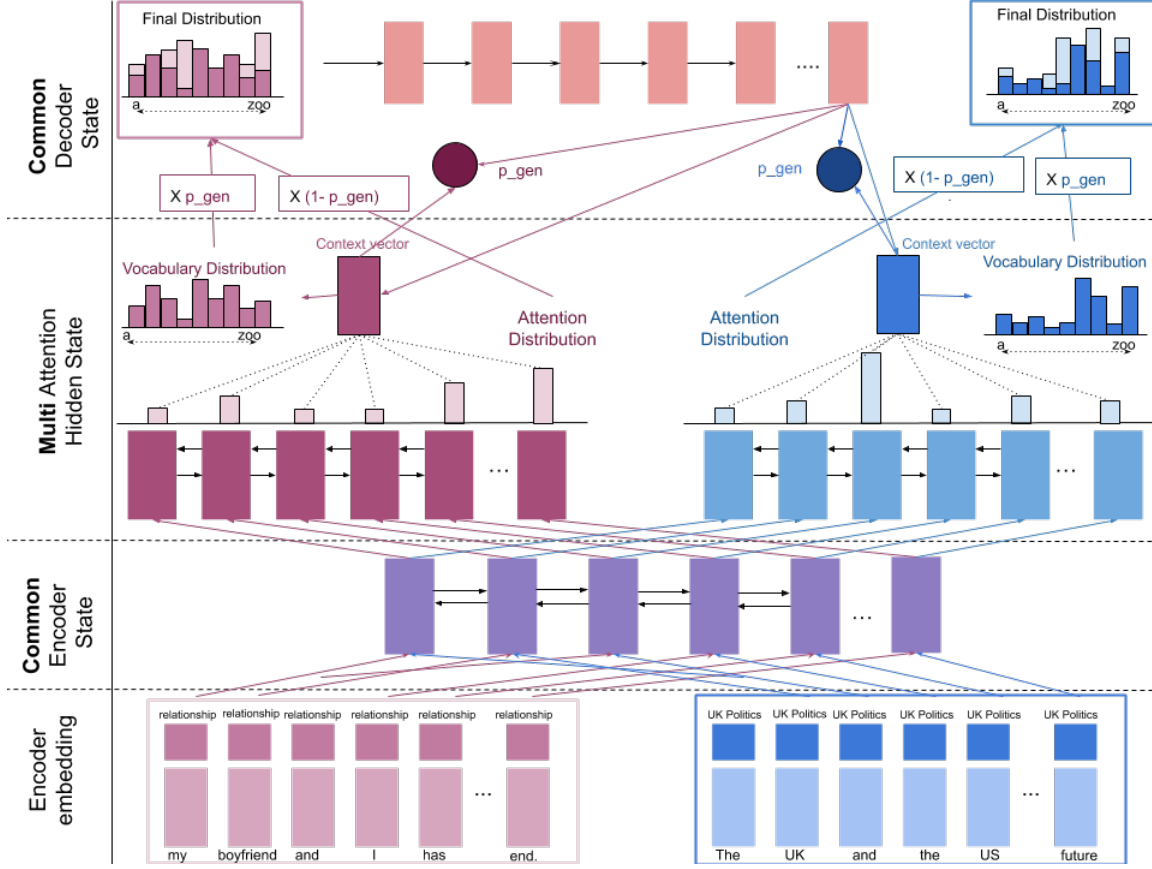 Final Distribution
a
zoo
....
Final Distribution
a
zoo
Common
Decoder
State
p_gen
p_gen
X p_gen
X (1- p_gen)
X (1- p_gen)
X p_gen
Context vector
Context vector
Vocabulary Distribution
a
zoo
Attention
Distribution
Attention
Distribution
Vocabulary Distribution
a
zoo
Multi Attention
Hidden State
...
...
Common
Encoder
State
...
Encoder
embedding
relationship relationship relationship relationship relationship relationship
...
my boyfriend and I has end.
UK Politics UK Politics UK Politics UK Politics UK Politics UK Politics
...
The UK and the US future